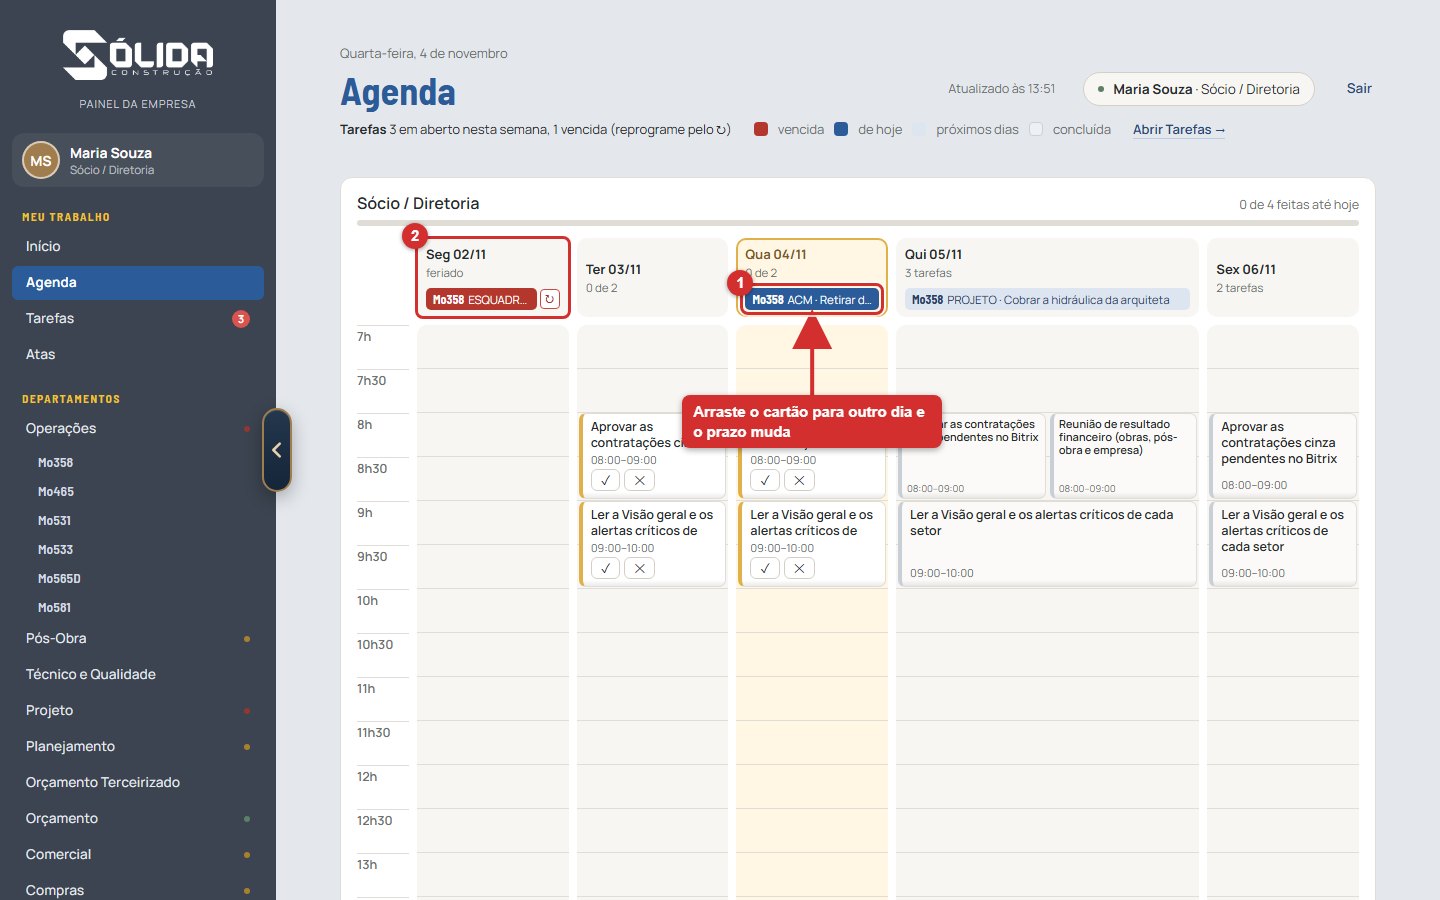 SÓLIDA
CONSTRUÇÃO
PAINEL DA EMPRESA
MS
Maria Souza
Sócio / Diretoria
MEU TRABALHO
Início
Agenda
Tarefas
3
Atas
DEPARTAMENTOS
Operações
Mo358
Mo465
Mo531
Mo533
Mo565D
Mo581
Pós-Obra
Técnico e Qualidade
Projeto
Planejamento
Orçamento Terceirizado
Orçamento
Comercial
Compras
Quarta-feira, 4 de novembro
Agenda
Atualizado às 13:51
Maria Souza · Sócio / Diretoria
Sair
Tarefas 3 em aberto nesta semana, 1 vencida (reprograme pelo ↻)
vencida
de hoje
próximos dias
concluída
Abrir Tarefas →
Sócio / Diretoria
0 de 4 feitas até hoje
2
Seg 02/11
feriado
Mo358 ESQUADR...
↻
Ter 03/11
0 de 2
Qua 04/11
0 de 2
1
Mo358 ACM · Retirar d...
Qui 05/11
3 tarefas
Mo358 PROJETO · Cobrar a hidráulica da arquiteta
Sex 06/11
2 tarefas
Arraste o cartão para outro dia e
o prazo muda
7h
7h30
8h
8h30
9h
9h30
10h
10h30
11h
11h30
12h
12h30
13h
Aprovar as
contratações
08:00–09:00
✓
✕
Ler a Visão geral e os
alertas críticos de
09:00–10:00
✓
✕
08:00–09:00
✓
✕
Ler a Visão geral e os
alertas críticos de
09:00–10:00
✓
✕
as contratações
pendentes no Bitrix
08:00–09:00
Reunião de resultado
financeiro (obras, pós-
obra e empresa)
08:00–09:00
Ler a Visão geral e os alertas críticos de cada
setor
09:00–10:00
Aprovar as
contratações cinza
pendentes no Bitrix
08:00–09:00
Ler a Visão geral e os
alertas críticos de
cada setor
09:00–10:00